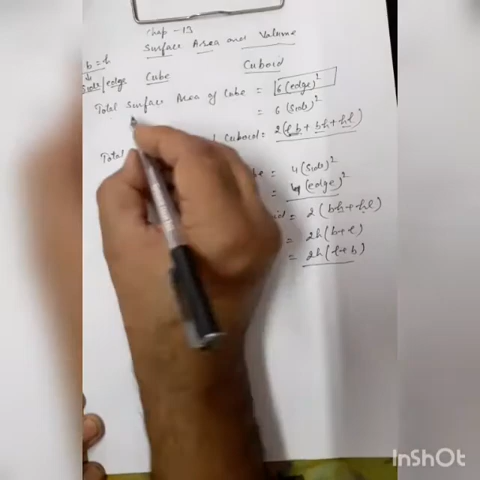 Chap - 13
Surface Area and Volume
b = h
Side/edge Cube Cuboid
Total Surface Area of Cube = 6(edge)²
= 6(Side)²
Total Cuboid = 2(lb + bh + hl)
= 4(Side)²
= 4(edge)²
= 2(bh + hl)
= 2h(b+l)
= 2h(l+b)
InShOt